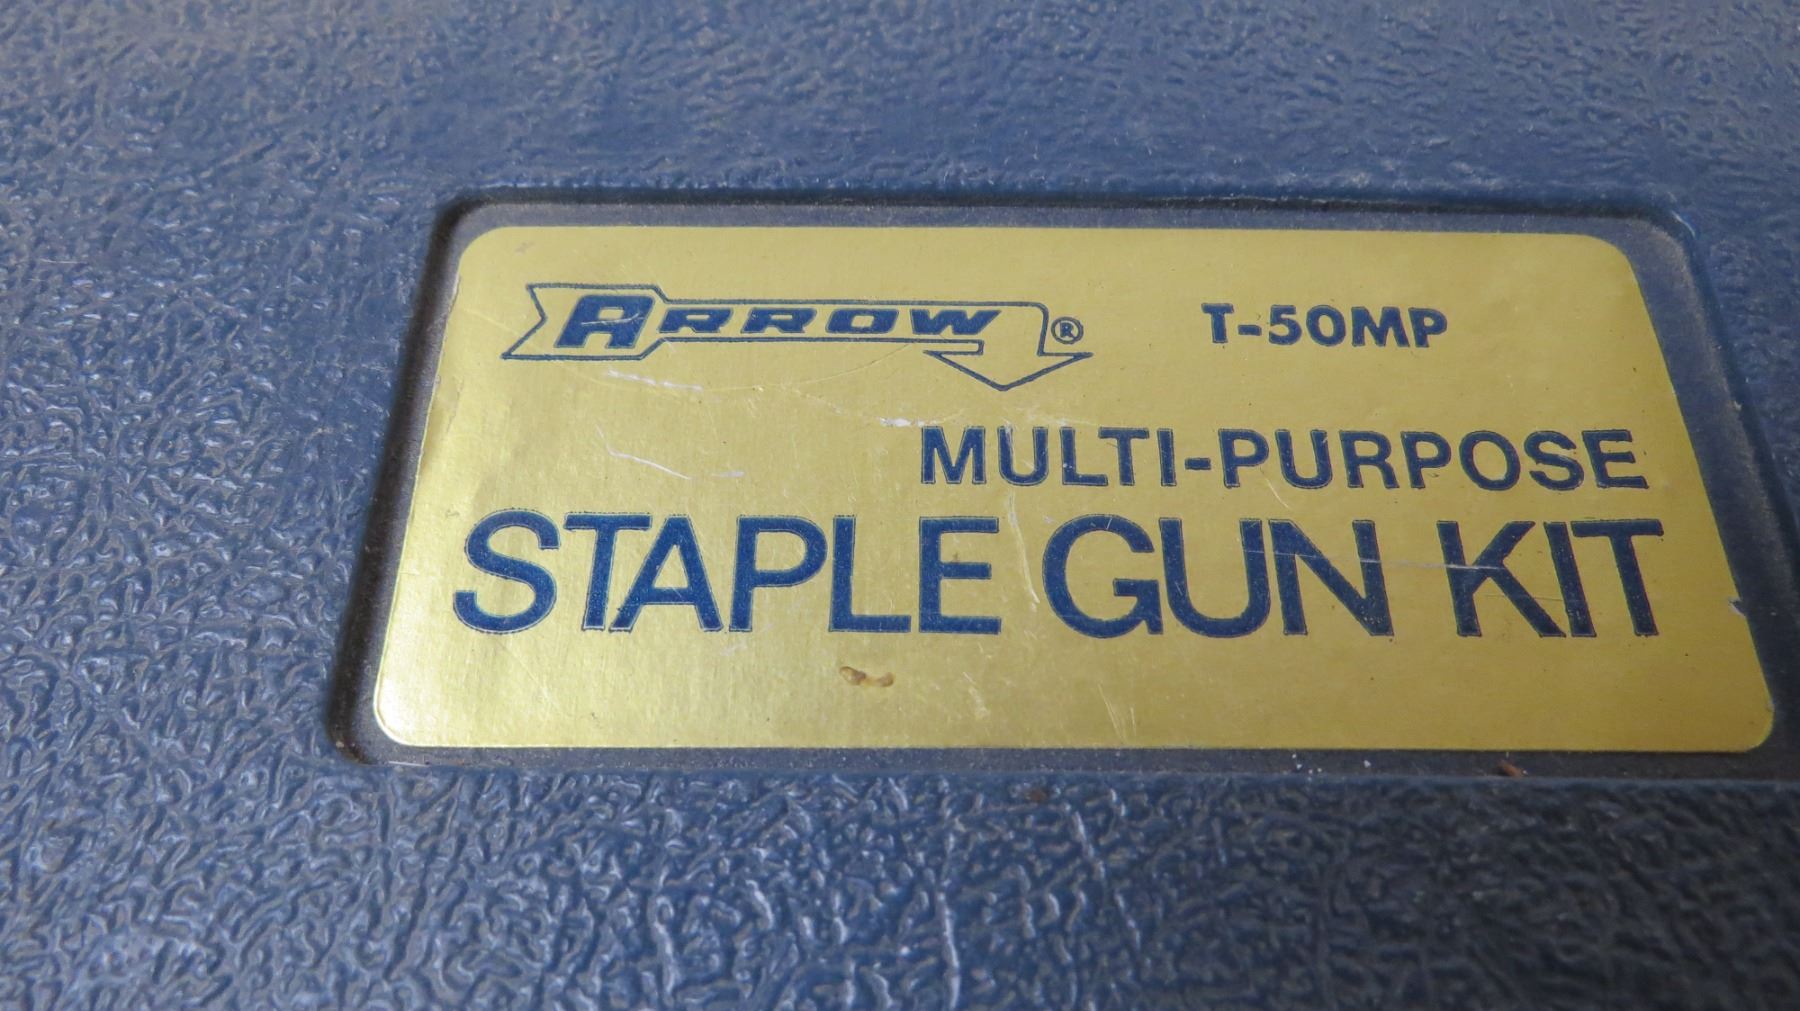 ARROW® T-50MP
MULTI-PURPOSE
STAPLE GUN KIT